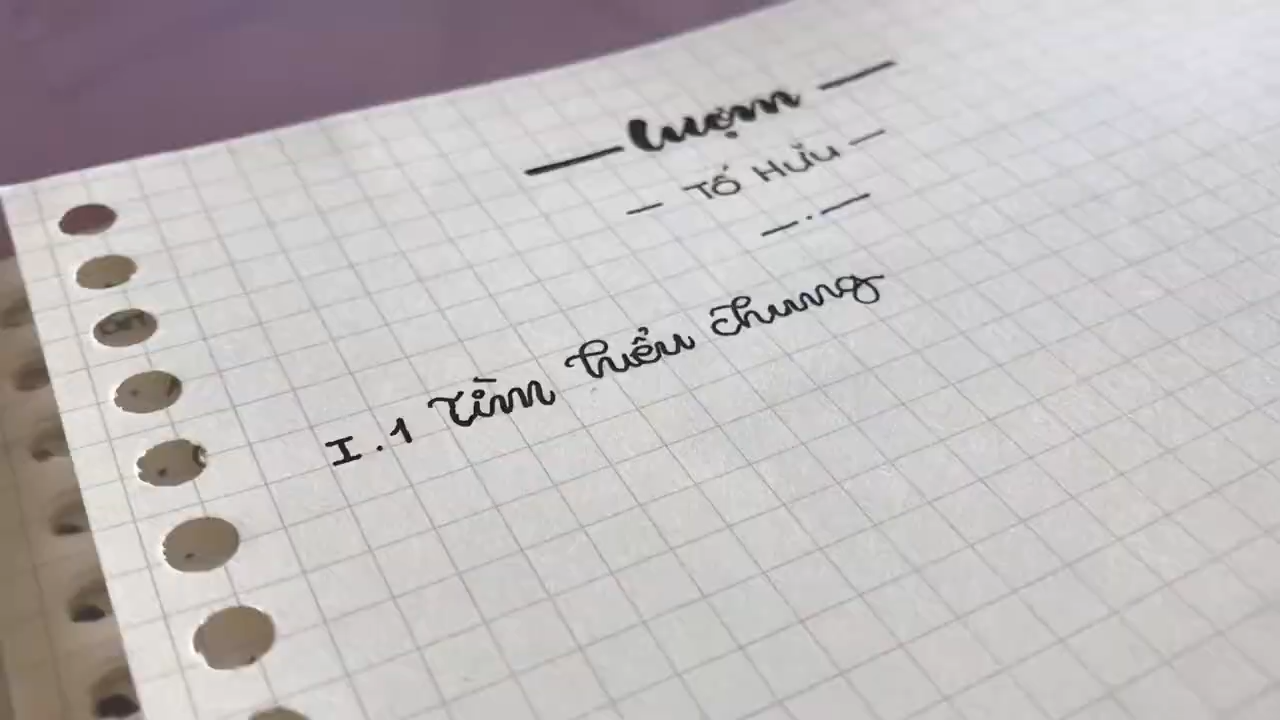 — Lượm —
— TỐ HỮU —
— . —
I.1 Tìm hiểu chung